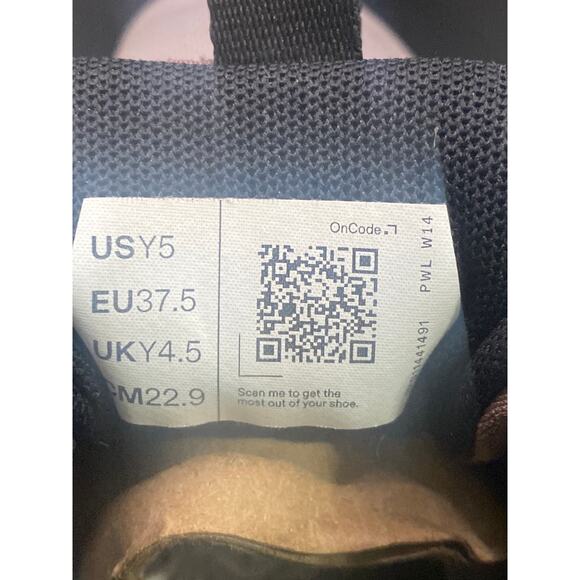 USY5
EU37.5
UKY4.5
CM22.9
OnCode.
Scan me to get the
most out of your shoe.
PWL W14